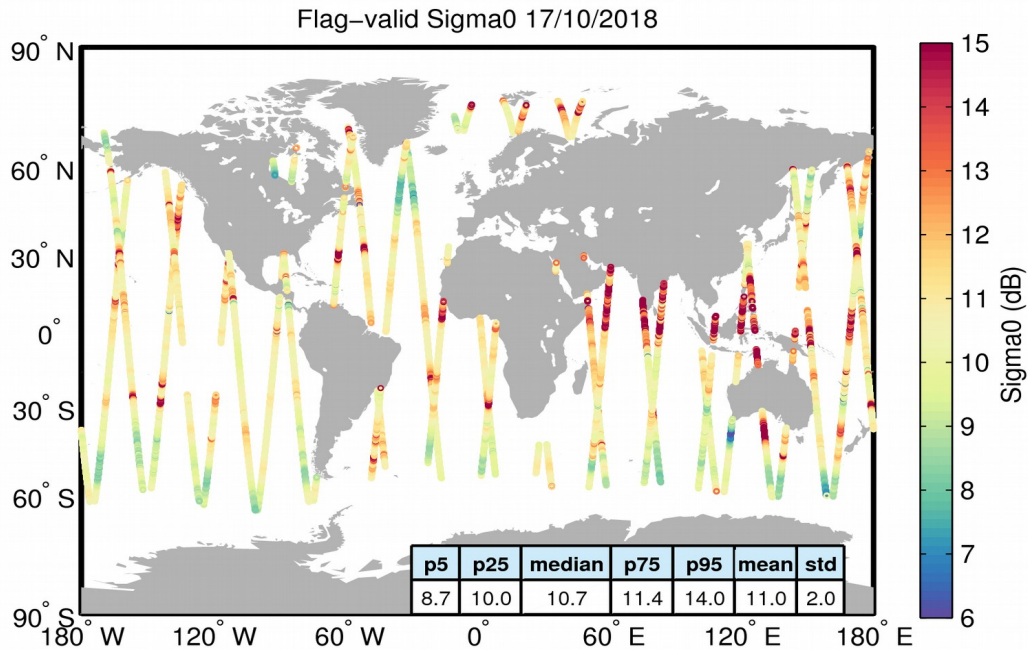 Flag−valid Sigma0 17/10/2018
90° N
60° N
30° N
0°
30° S
60° S
90° S
180° W
120° W
60° W
0°
60° E
120° E
180° E
p5 p25 median p75 p95 mean std
8.7 10.0 10.7 11.4 14.0 11.0 2.0
15
14
13
12
11
10
9
8
7
6
Sigma0 (dB)